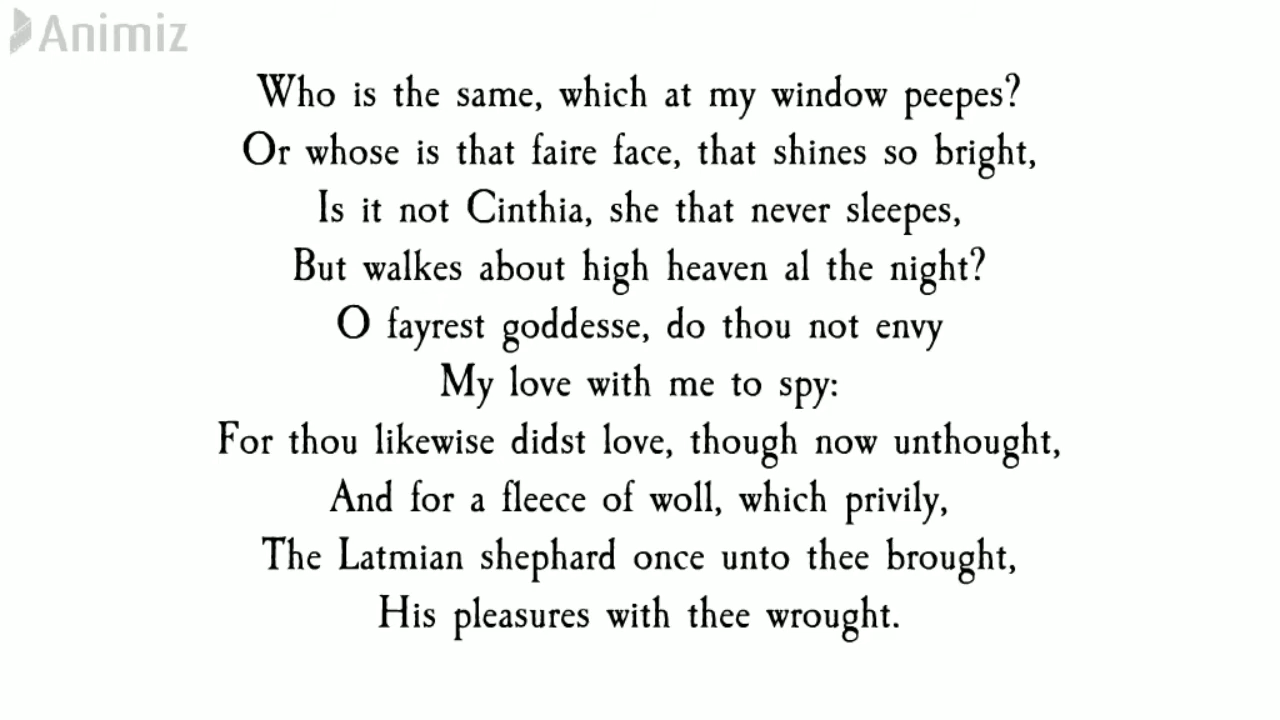 Animiz
Who is the same, which at my window peepes?
Or whose is that faire face, that shines so bright,
Is it not Cinthia, she that never sleepes,
But walkes about high heaven al the night?
O fayrest goddesse, do thou not envy
My love with me to spy:
For thou likewise didst love, though now unthought,
And for a fleece of woll, which privily,
The Latmian shephard once unto thee brought,
His pleasures with thee wrought.